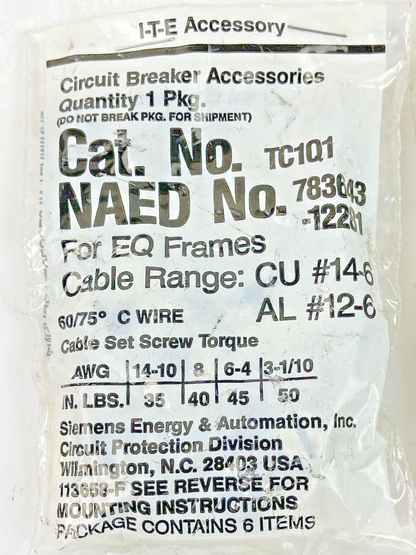 I-T-E Accessory
Circuit Breaker Accessories
Quantity 1 Pkg.
(DO NOT BREAK PKG. FOR SHIPMENT)
Cat. No. TC1Q1
NAED No. 783643
-12201
For EQ Frames
Cable Range: CU #14-6
AL #12-6
60/75° C WIRE
Cable Set Screw Torque
AWG 14-10 8 6-4 3-1/10
IN. LBS. 35 40 45 50
Siemens Energy & Automation, Inc.
Circuit Protection Division
Wilmington, N.C. 28403 USA
113658-F SEE REVERSE FOR
MOUNTING INSTRUCTIONS
PACKAGE CONTAINS 6 ITEMS